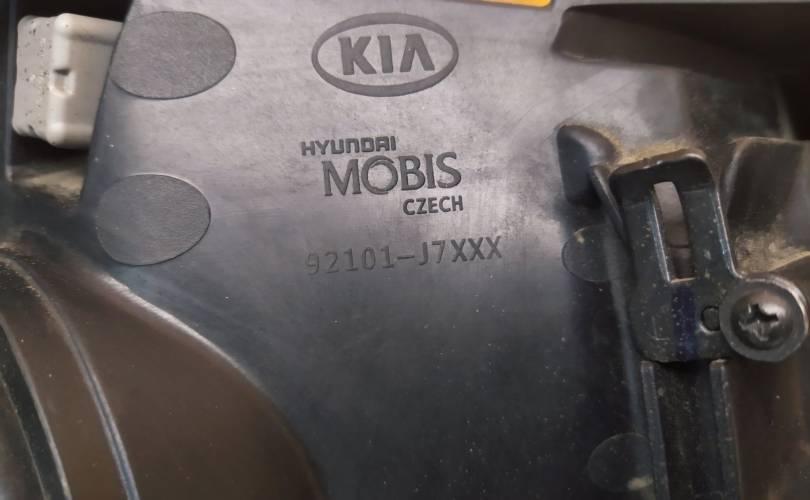 KIA
HYUNDAI
MOBIS
CZECH
92101-J7XXX